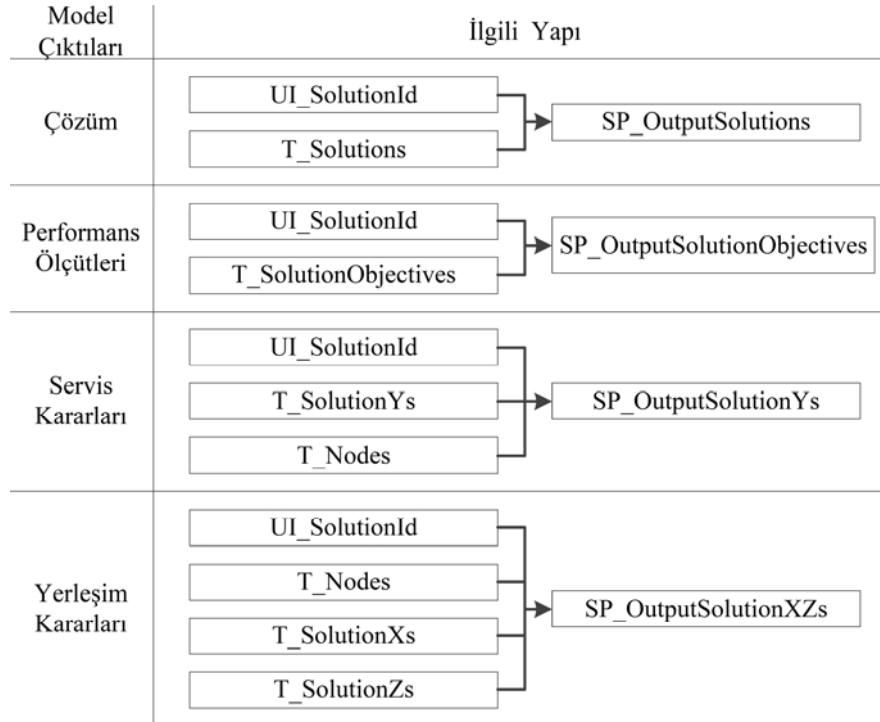 Model
Çıktıları
İlgili Yapı
Çözüm
UI_SolutionId
T_Solutions
SP_OutputSolutions
Performans
Ölçütleri
UI_SolutionId
T_SolutionObjectives
SP_OutputSolutionObjectives
Servis
Kararları
UI_SolutionId
T_SolutionYs
T_Nodes
SP_OutputSolutionYs
Yerleşim
Kararları
UI_SolutionId
T_Nodes
T_SolutionXs
T_SolutionZs
SP_OutputSolutionXZs